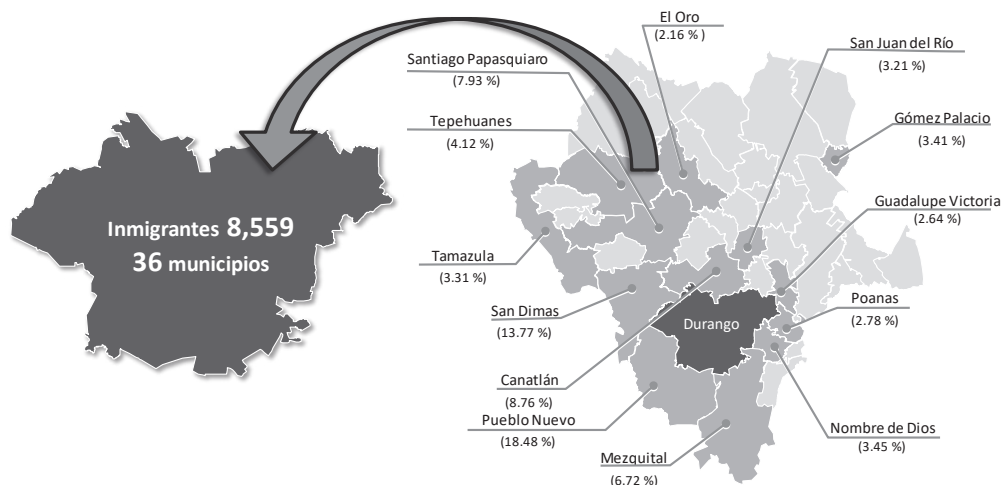 El Oro
(2.16 % )
San Juan del Río
(3.21 %)
Santiago Papasquiaro
(7.93 %)
Gómez Palacio
(3.41 %)
Tepehuanes
(4.12 %)
Guadalupe Victoria
(2.64 %)
Inmigrantes 8,559
36 municipios
Tamazula
(3.31 %)
Poanas
(2.78 %)
San Dimas
(13.77 %)
Durango
Canatlán
(8.76 %)
Pueblo Nuevo
(18.48 %)
Nombre de Dios
(3.45 %)
Mezquital
(6.72 %)